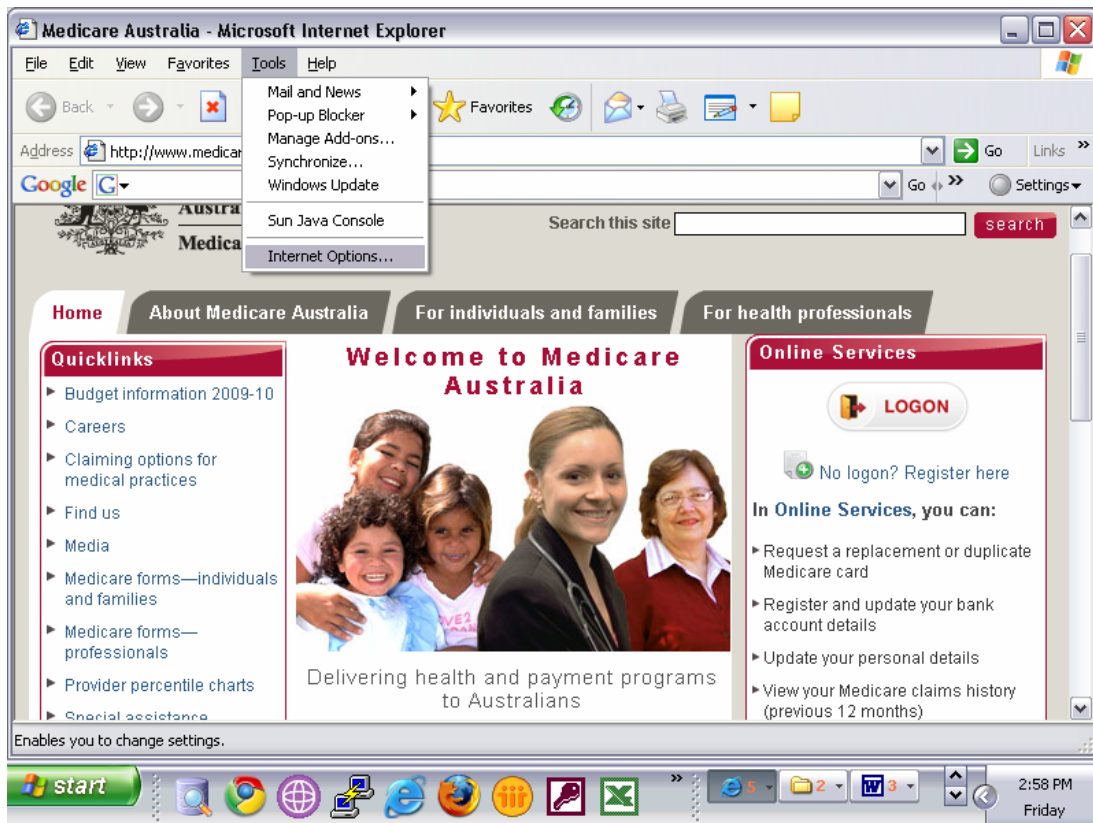 Medicare Australia - Microsoft Internet Explorer
File Edit View Favorites Tools Help
Mail and News
Pop-up Blocker
Manage Add-ons...
Synchronize...
Windows Update
Sun Java Console
Internet Options...
Back Favorites
Address http://www.medicar Go Links »
Google G Go » Settings
Austra
Medica
Search this site search
Home About Medicare Australia For individuals and families For health professionals
Quicklinks
Budget information 2009-10
Careers
Claiming options for
medical practices
Find us
Media
Medicare forms—individuals
and families
Medicare forms—
professionals
Provider percentile charts
Special assistance
Welcome to Medicare
Australia
Delivering health and payment programs
to Australians
Online Services
LOGON
No logon? Register here
In Online Services, you can:
Request a replacement or duplicate
Medicare card
Register and update your bank
account details
Update your personal details
View your Medicare claims history
(previous 12 months)
Enables you to change settings.
start » 5 2 W 3 2:58 PM
Friday